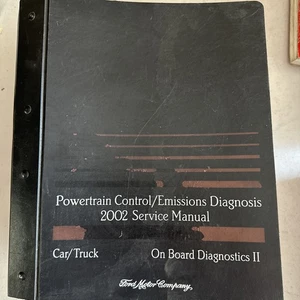 Powertrain Control/Emissions Diagnosis
2002 Service Manual
Car/Truck On Board Diagnostics II
Ford Motor Company,